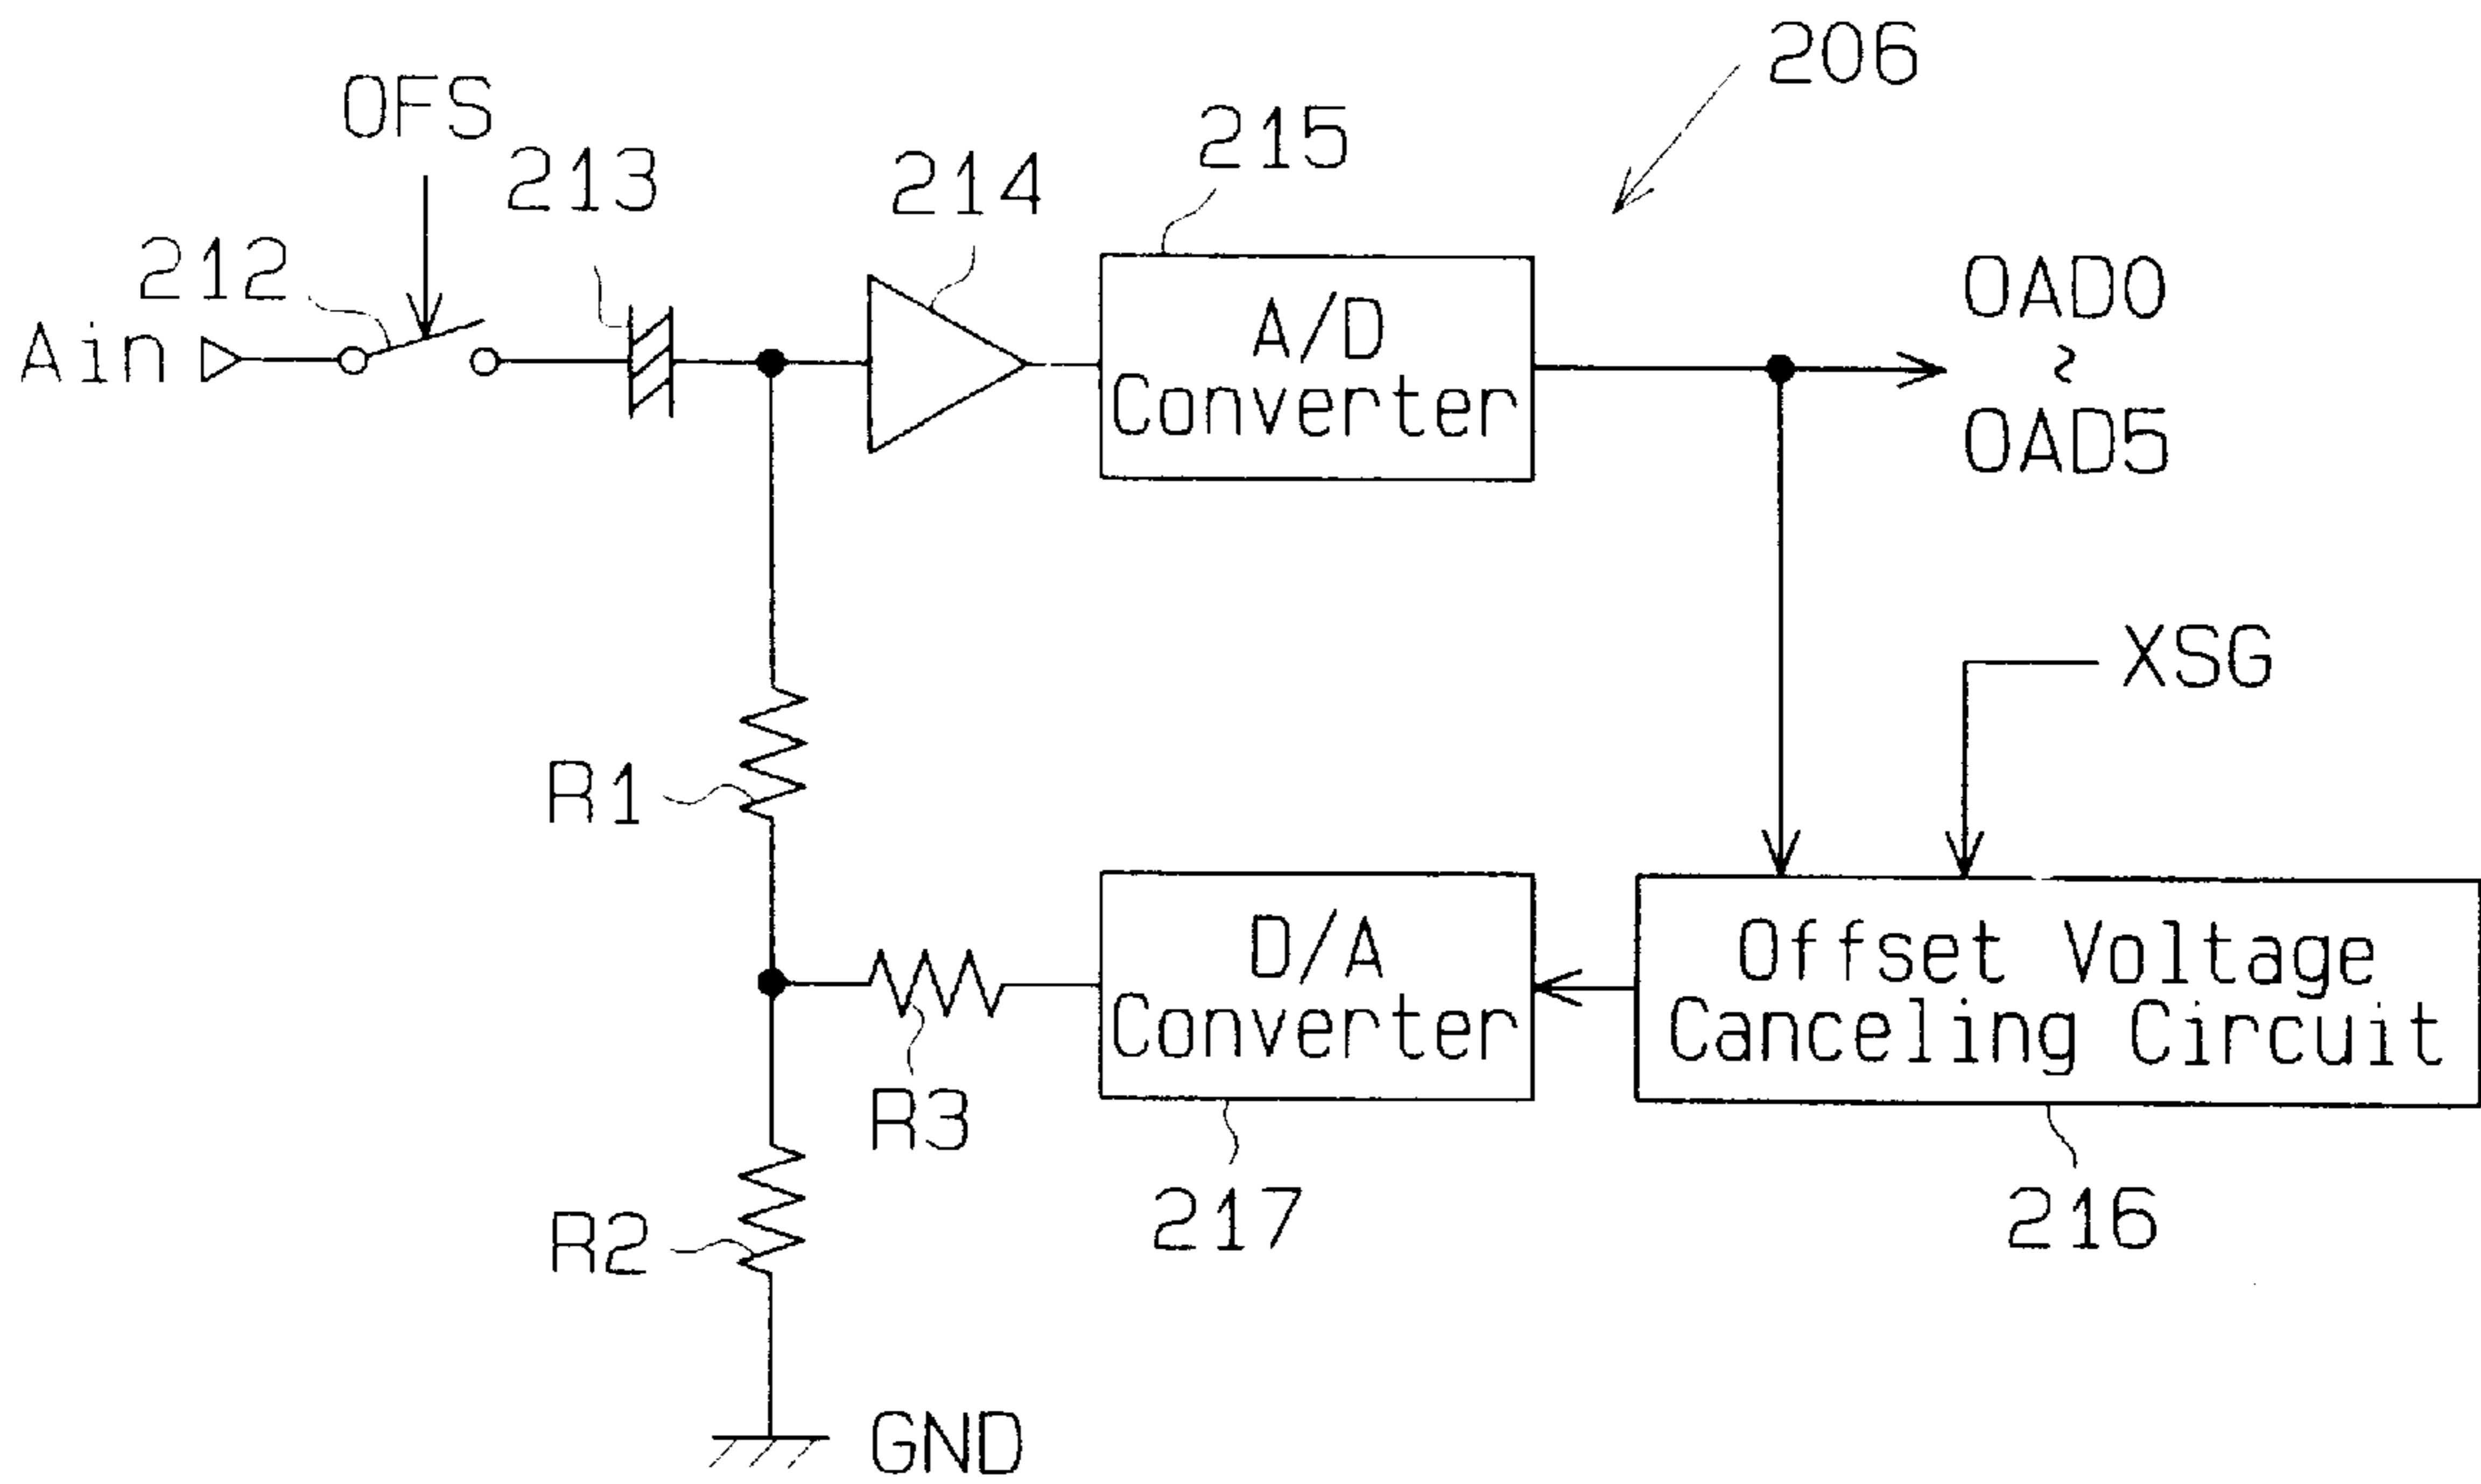 206
OFS
215
213
214
212
Ain
A/D
Converter
OAD0
~
OAD5
XSG
R1
D/A
Converter
Offset Voltage
Canceling Circuit
R3
R2
217
216
GND